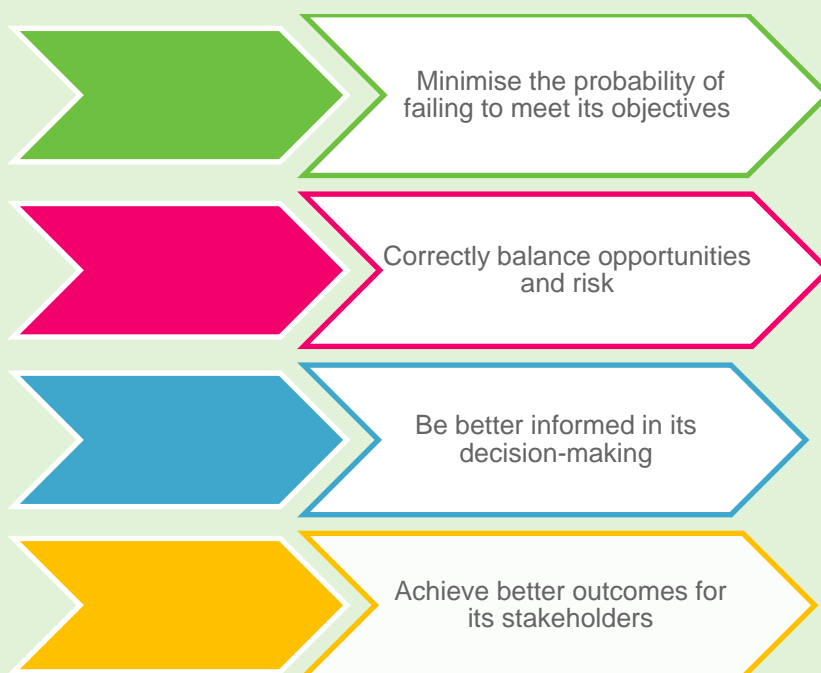 Minimise the probability of
failing to meet its objectives
Correctly balance opportunities
and risk
Be better informed in its
decision-making
Achieve better outcomes for
its stakeholders